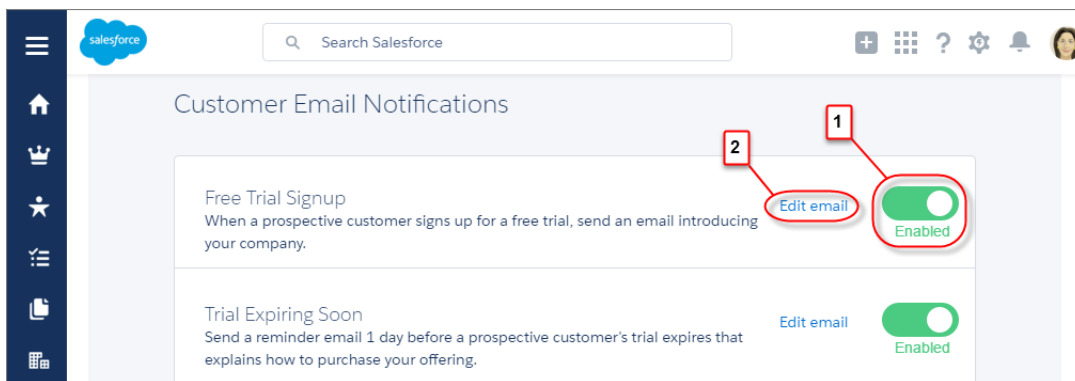 salesforce
Search Salesforce
Customer Email Notifications
1
2
Free Trial Signup
When a prospective customer signs up for a free trial, send an email introducing
your company.
Edit email
Enabled
Trial Expiring Soon
Send a reminder email 1 day before a prospective customer's trial expires that
explains how to purchase your offering.
Edit email
Enabled